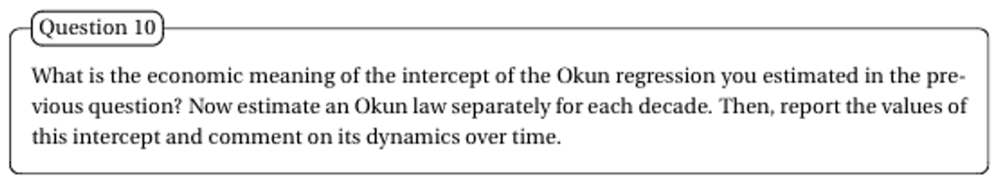 Question 10
What is the economic meaning of the intercept of the Okun regression you estimated in the pre-
vious question? Now estimate an Okun law separately for each decade. Then, report the values of
this intercept and comment on its dynamics over time.